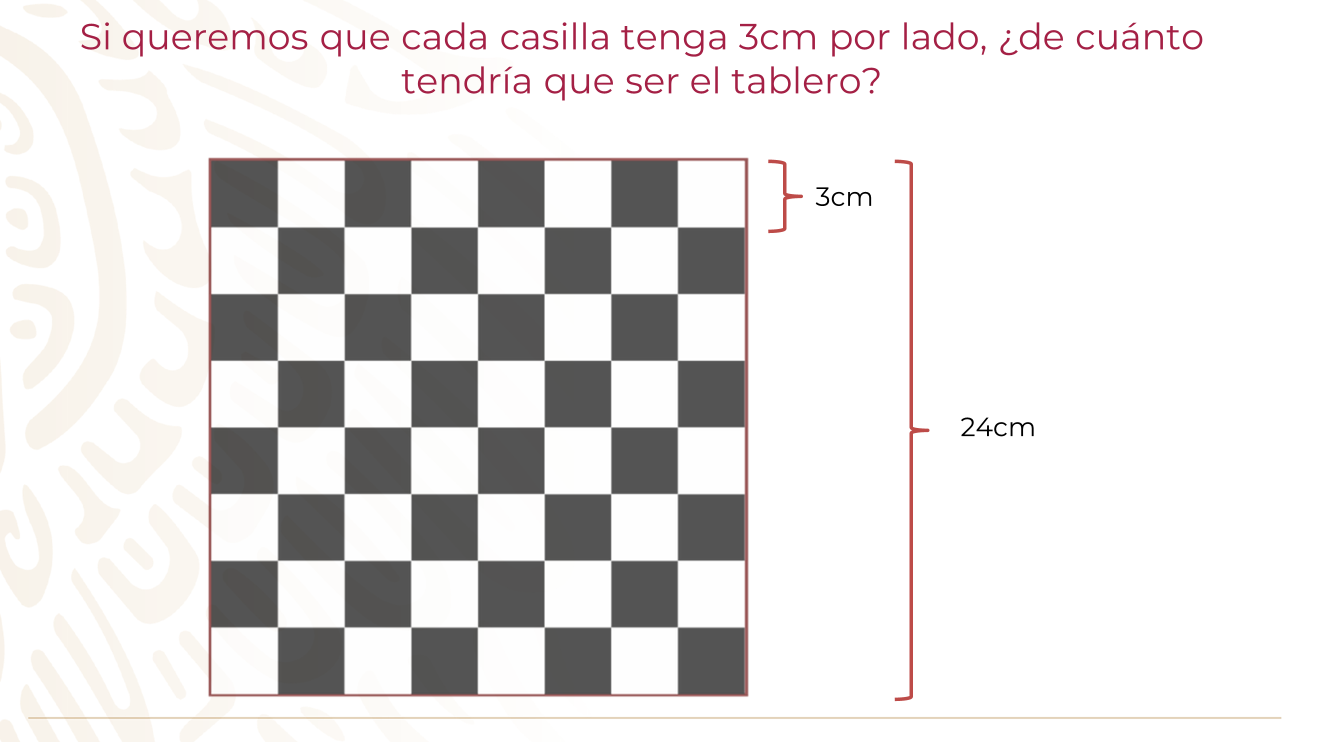 Si queremos que cada casilla tenga 3cm por lado, ¿de cuánto
tendría que ser el tablero?
3cm
24cm